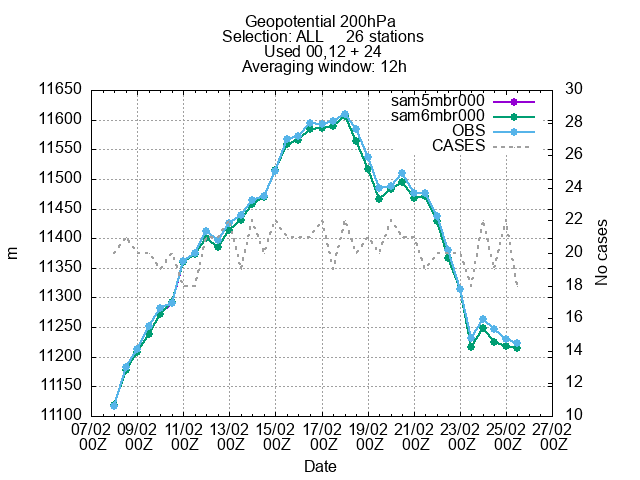 Geopotential 200hPa
Selection: ALL 26 stations
Used 00,12 + 24
Averaging window: 12h
sam5mbr000
sam6mbr000
OBS
CASES
11650
11600
11550
11500
11450
11400
11350
11300
11250
11200
11150
11100
m
30
28
26
24
22
20
18
16
14
12
10
No cases
07/02 09/02 11/02 13/02 15/02 17/02 19/02 21/02 23/02 25/02 27/02
00Z 00Z 00Z 00Z 00Z 00Z 00Z 00Z 00Z 00Z 00Z
Date